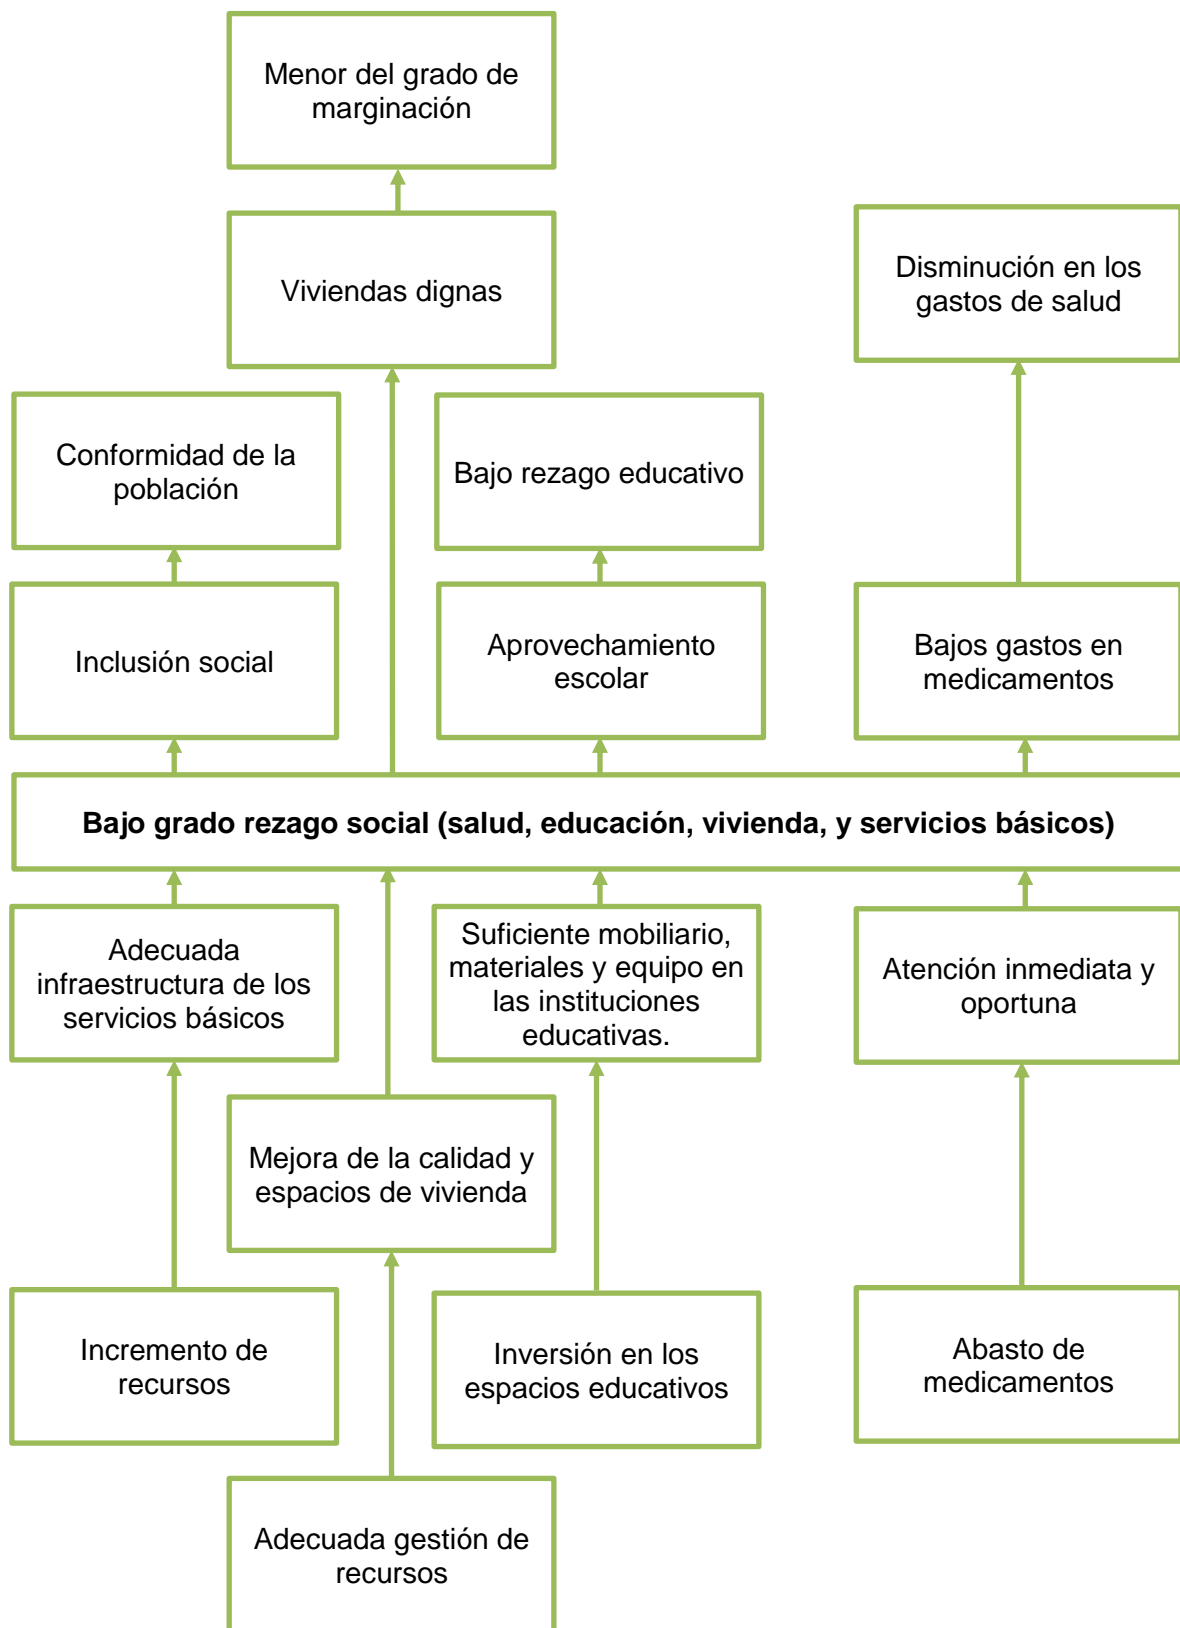 Menor del grado de
marginación
Viviendas dignas
Disminución en los
gastos de salud
Conformidad de la
población
Bajo rezago educativo
Inclusión social
Aprovechamiento
escolar
Bajos gastos en
medicamentos
Bajo grado rezago social (salud, educación, vivienda, y servicios básicos)
Adecuada
infraestructura de los
servicios básicos
Suficiente mobiliario,
materiales y equipo en
las instituciones
educativas.
Atención inmediata y
oportuna
Mejora de la calidad y
espacios de vivienda
Incremento de
recursos
Inversión en los
espacios educativos
Abasto de
medicamentos
Adecuada gestión de
recursos